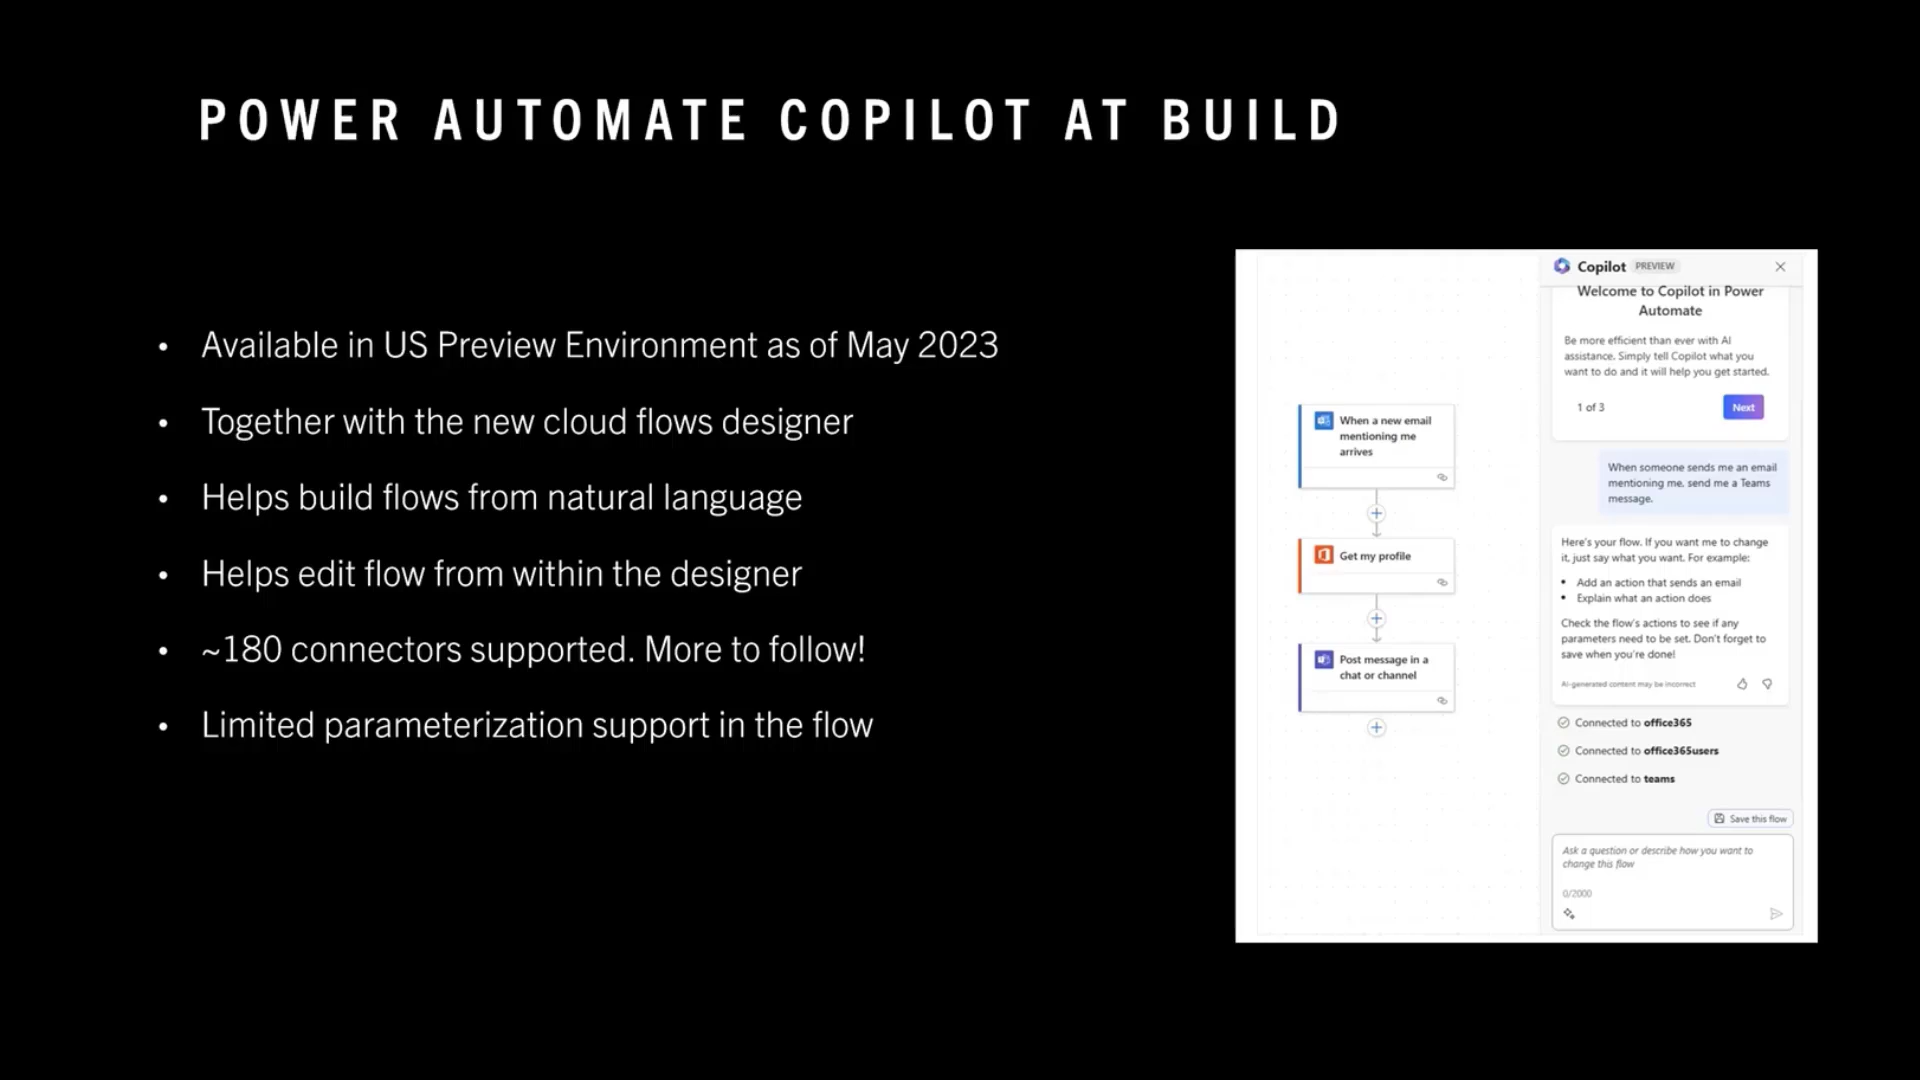 POWER AUTOMATE COPILOT AT BUILD
• Available in US Preview Environment as of May 2023
• Together with the new cloud flows designer
• Helps build flows from natural language
• Helps edit flow from within the designer
• ~180 connectors supported. More to follow!
• Limited parameterization support in the flow
When a new email
mentioning me
arrives
Get my profile
Post message in a
chat or channel
Copilot PREVIEW
Welcome to Copilot in Power
Automate
Be more efficient than ever with AI
assistance. Simply tell Copilot what you
want to do and it will help you get started.
1 of 3
Next
When someone sends me an email
mentioning me, send me a Teams
message.
Here's your flow. If you want me to change
it, just say what you want. For example:
• Add an action that sends an email
• Explain what an action does
Check the flow's actions to see if any
parameters need to be set. Don't forget to
save when you're done!
AI-generated content may be incorrect
Connected to office365
Connected to office365users
Connected to teams
Save this flow
Ask a question or describe how you want to
change this flow
0/2000